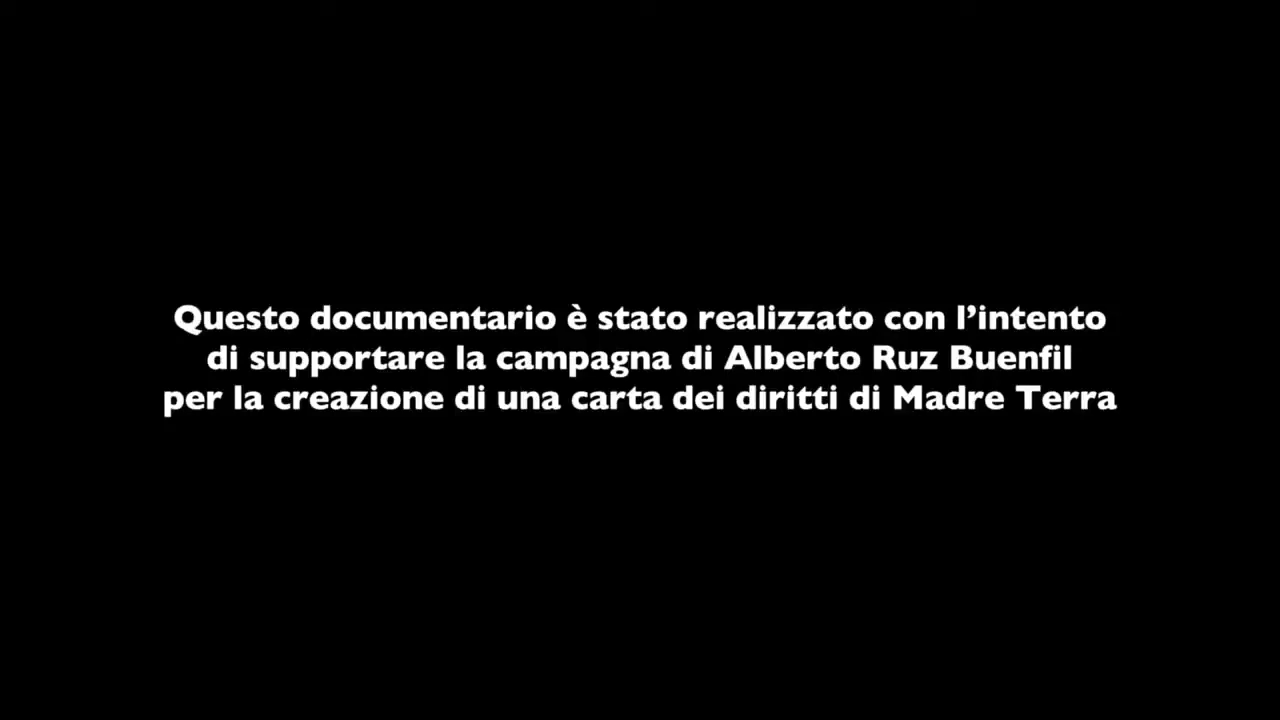 Questo documentario è stato realizzato con l’intento
di supportare la campagna di Alberto Ruz Buenfil
per la creazione di una carta dei diritti di Madre Terra